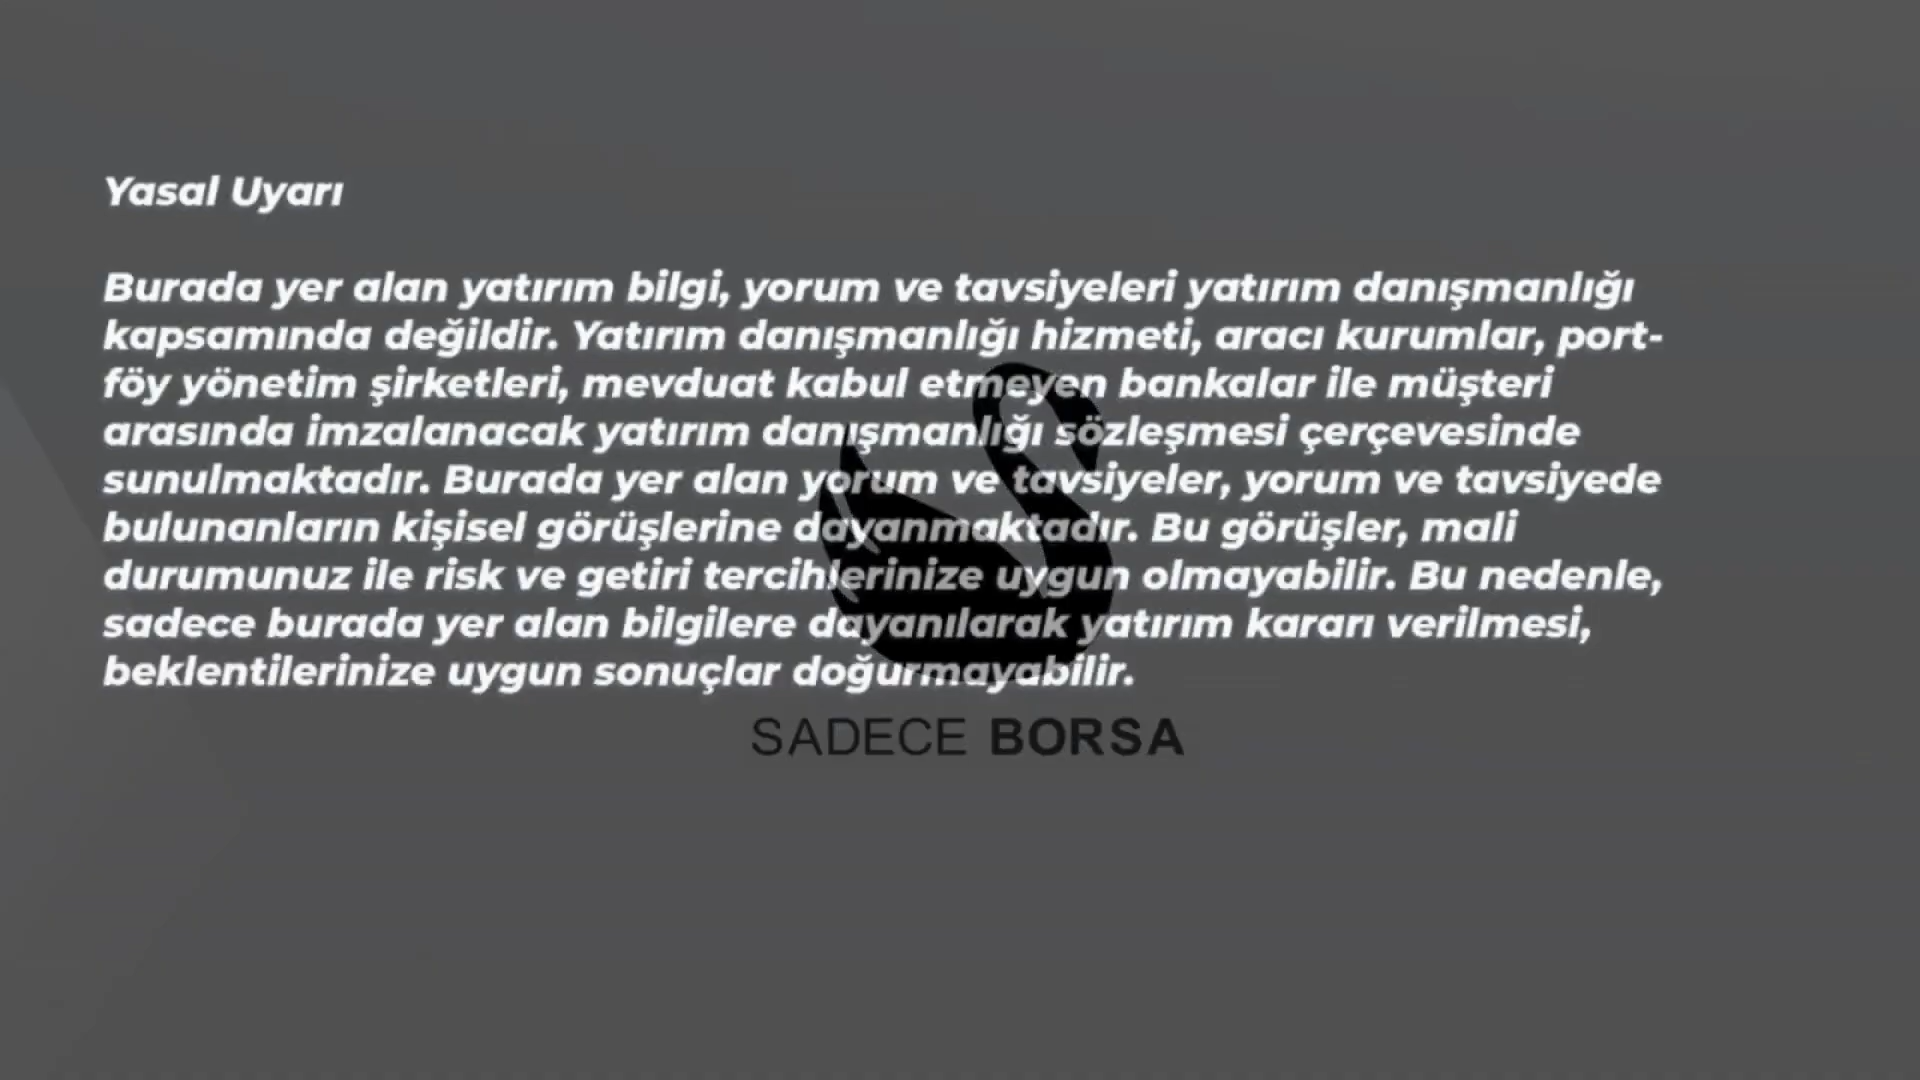 Yasal Uyarı
Burada yer alan yatırım bilgi, yorum ve tavsiyeleri yatırım danışmanlığı
kapsamında değildir. Yatırım danışmanlığı hizmeti, aracı kurumlar, port-
föy yönetim şirketleri, mevduat kabul etmeyen bankalar ile müşteri
arasında imzalanacak yatırım danışmanlığı sözleşmesi çerçevesinde
sunulmaktadır. Burada yer alan yorum ve tavsiyeler, yorum ve tavsiyede
bulunanların kişisel görüşlerine dayanmaktadır. Bu görüşler, mali
durumunuz ile risk ve getiri tercihlerinize uygun olmayabilir. Bu nedenle,
sadece burada yer alan bilgilere dayanılarak yatırım kararı verilmesi,
beklentilerinize uygun sonuçlar doğurmayabilir.
SADECE BORSA